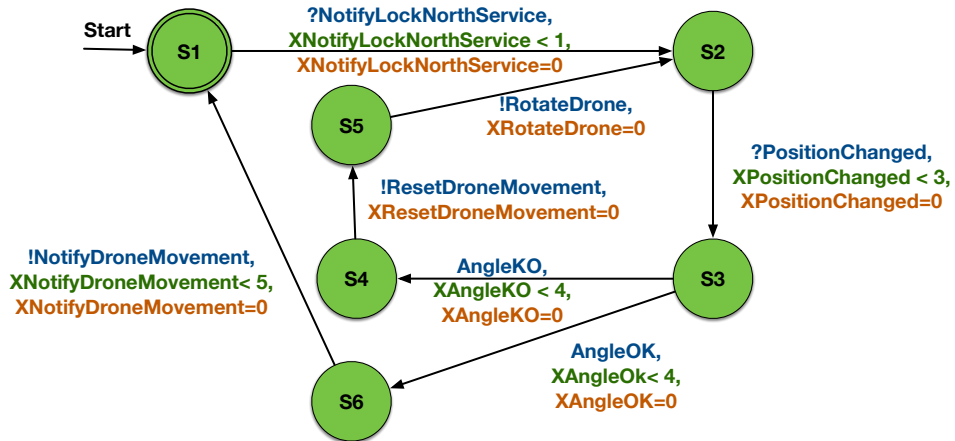 Start
S1
?NotifyLockNorthService,
XNotifyLockNorthService < 1,
XNotifyLockNorthService=0
S2
S5
!RotateDrone,
XRotateDrone=0
?PositionChanged,
XPositionChanged < 3,
XPositionChanged=0
!ResetDroneMovement,
XResetDroneMovement=0
!NotifyDroneMovement,
XNotifyDroneMovement< 5,
XNotifyDroneMovement=0
S4
AngleKO,
XAngleKO < 4,
XAngleKO=0
S3
AngleOK,
XAngleOk< 4,
XAngleOK=0
S6